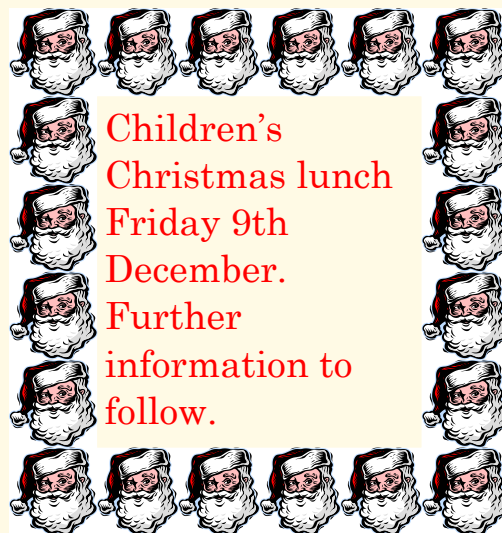 Children’s
Christmas lunch
Friday 9th
December.
Further
information to
follow.